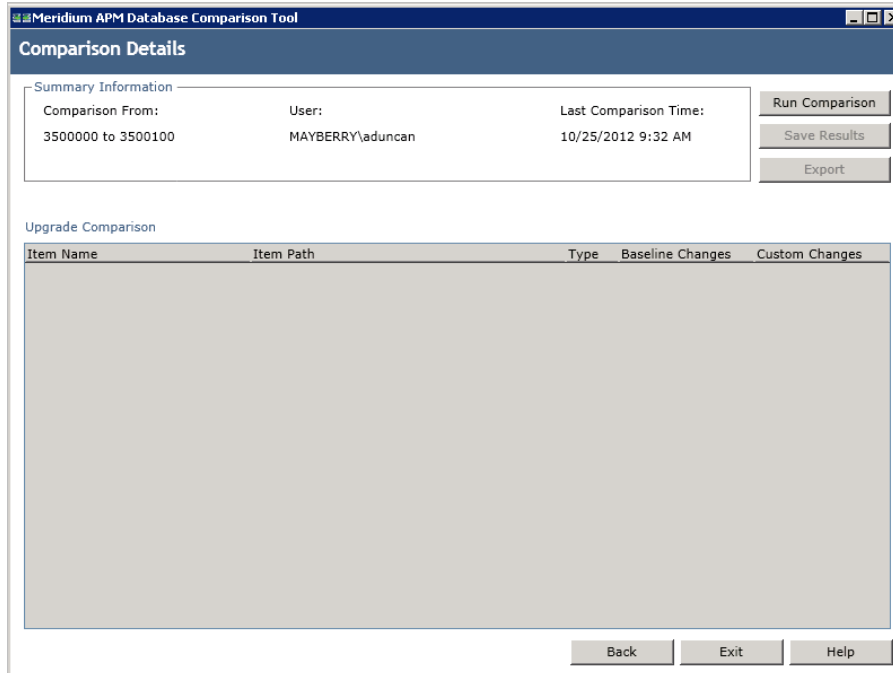 Meridium APM Database Comparison Tool
Comparison Details
Summary Information
Comparison From: User: Last Comparison Time:
3500000 to 3500100 MAYBERRY\aduncan 10/25/2012 9:32 AM
Run Comparison
Save Results
Export
Upgrade Comparison
Item Name Item Path Type Baseline Changes Custom Changes
Back Exit Help